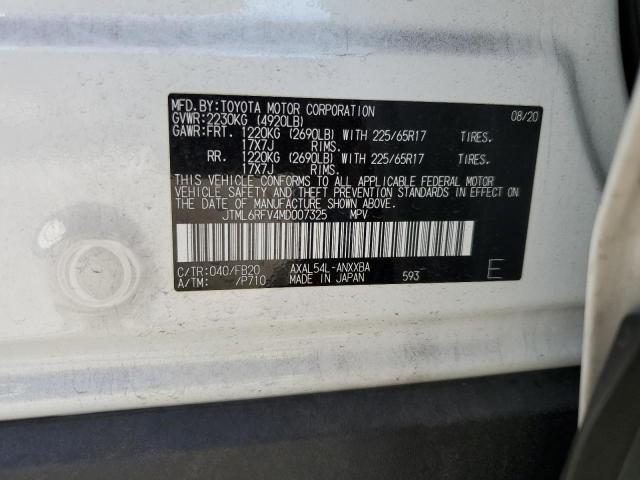 MFD.BY:TOYOTA MOTOR CORPORATION 08/20
GVWR:2230KG (4920LB)
GAWR:FRT. 1220KG (2690LB) WITH 225/65R17 TIRES.
17X7J RIMS.
RR. 1220KG (2690LB) WITH 225/65R17 TIRES.
17X7J RIMS.
THIS VEHICLE CONFORMS TO ALL APPLICABLE FEDERAL MOTOR
VEHICLE SAFETY AND THEFT PREVENTION STANDARDS IN EFFECT ON
THE DATE OF MANUFACTURE SHOWN ABOVE.
JTML6RFV4MD007325 MPV
C/TR:040/FB20 AXAL54L-ANXXBA
A/TM: /P710 MADE IN JAPAN 593 E